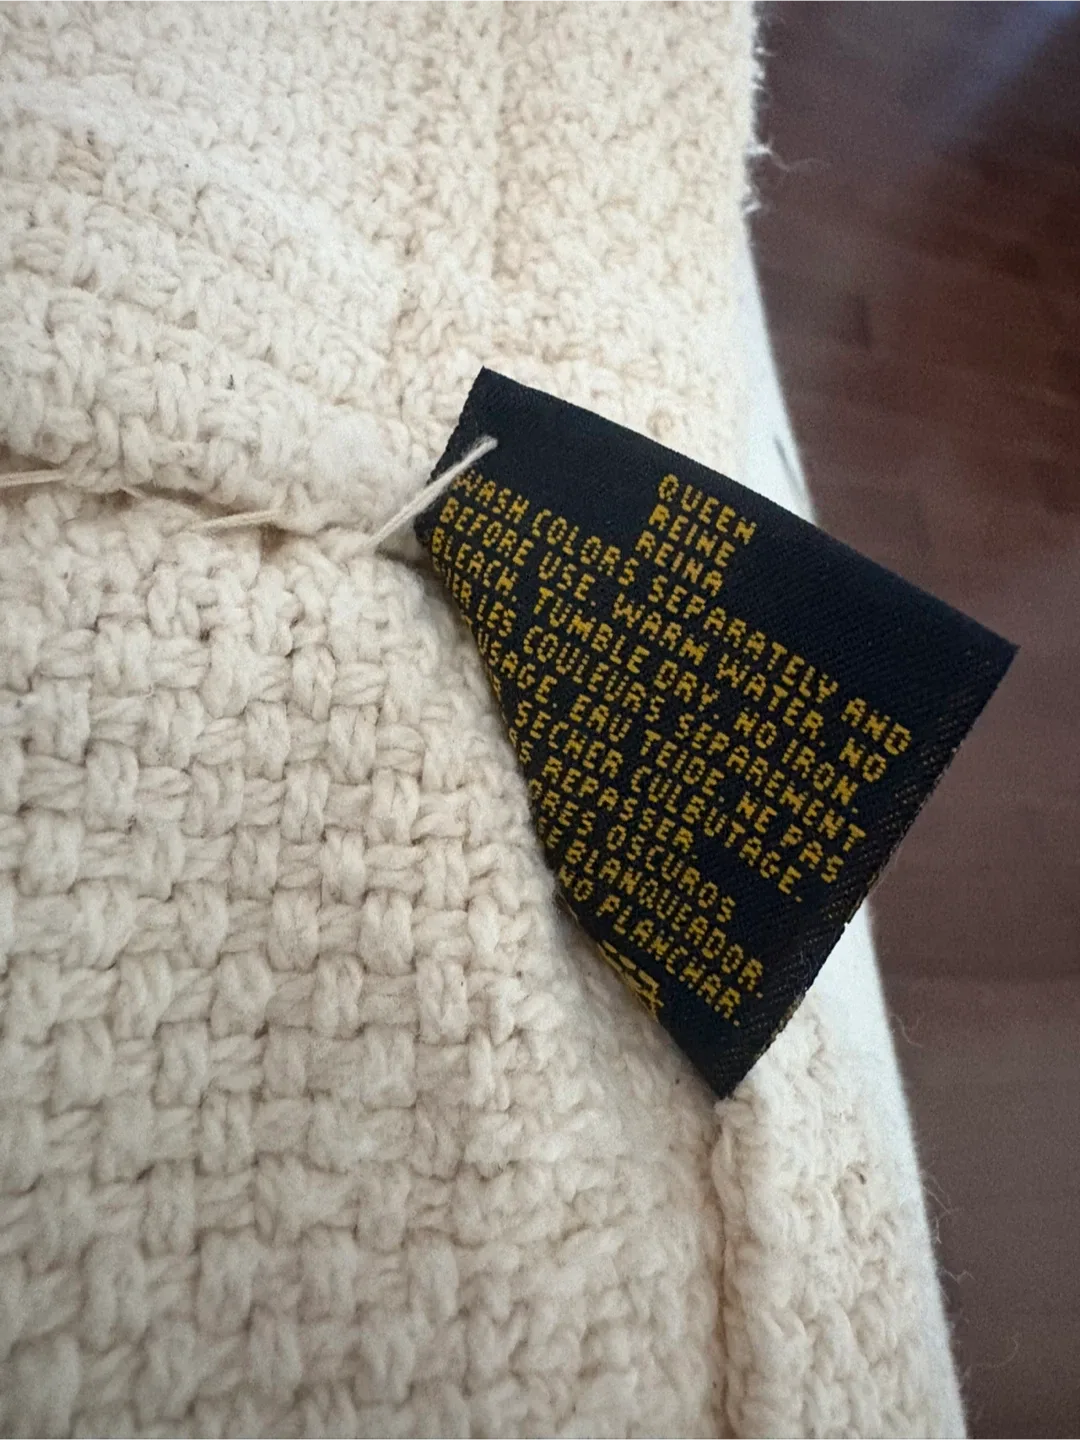 QUEEN
REINE
REINA
WASH COLORS SEPARATELY AND
BEFORE USE. WARM WATER. NO
BLEACH. TUMBLE DRY. NO IRON.
COULEURS SEPAREMENT
USAGE. EAU TEIDE. NE PAS
SECHER CULBUTAGE.
REPASSER.
OSCUROS
BLANQUEADOR.
NO PLANCHAR.